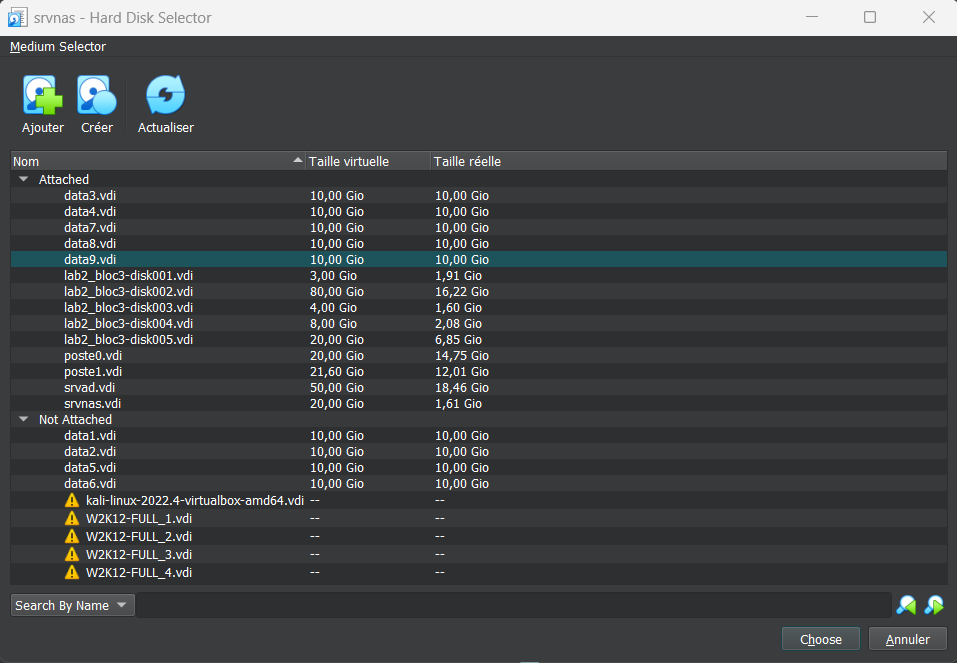 srvnas - Hard Disk Selector
Medium Selector
Ajouter Créer Actualiser
Nom Taille virtuelle Taille réelle
Attached
data3.vdi 10,00 Gio 10,00 Gio
data4.vdi 10,00 Gio 10,00 Gio
data7.vdi 10,00 Gio 10,00 Gio
data8.vdi 10,00 Gio 10,00 Gio
data9.vdi 10,00 Gio 10,00 Gio
lab2_bloc3-disk001.vdi 3,00 Gio 1,91 Gio
lab2_bloc3-disk002.vdi 80,00 Gio 16,22 Gio
lab2_bloc3-disk003.vdi 4,00 Gio 1,60 Gio
lab2_bloc3-disk004.vdi 8,00 Gio 2,08 Gio
lab2_bloc3-disk005.vdi 20,00 Gio 6,85 Gio
poste0.vdi 20,00 Gio 14,75 Gio
poste1.vdi 21,60 Gio 12,01 Gio
srvad.vdi 50,00 Gio 18,46 Gio
srvnas.vdi 20,00 Gio 1,61 Gio
Not Attached
data1.vdi 10,00 Gio 10,00 Gio
data2.vdi 10,00 Gio 10,00 Gio
data5.vdi 10,00 Gio 10,00 Gio
data6.vdi 10,00 Gio 10,00 Gio
kali-linux-2022.4-virtualbox-amd64.vdi -- --
W2K12-FULL_1.vdi -- --
W2K12-FULL_2.vdi -- --
W2K12-FULL_3.vdi -- --
W2K12-FULL_4.vdi -- --
Search By Name
Choose Annuler